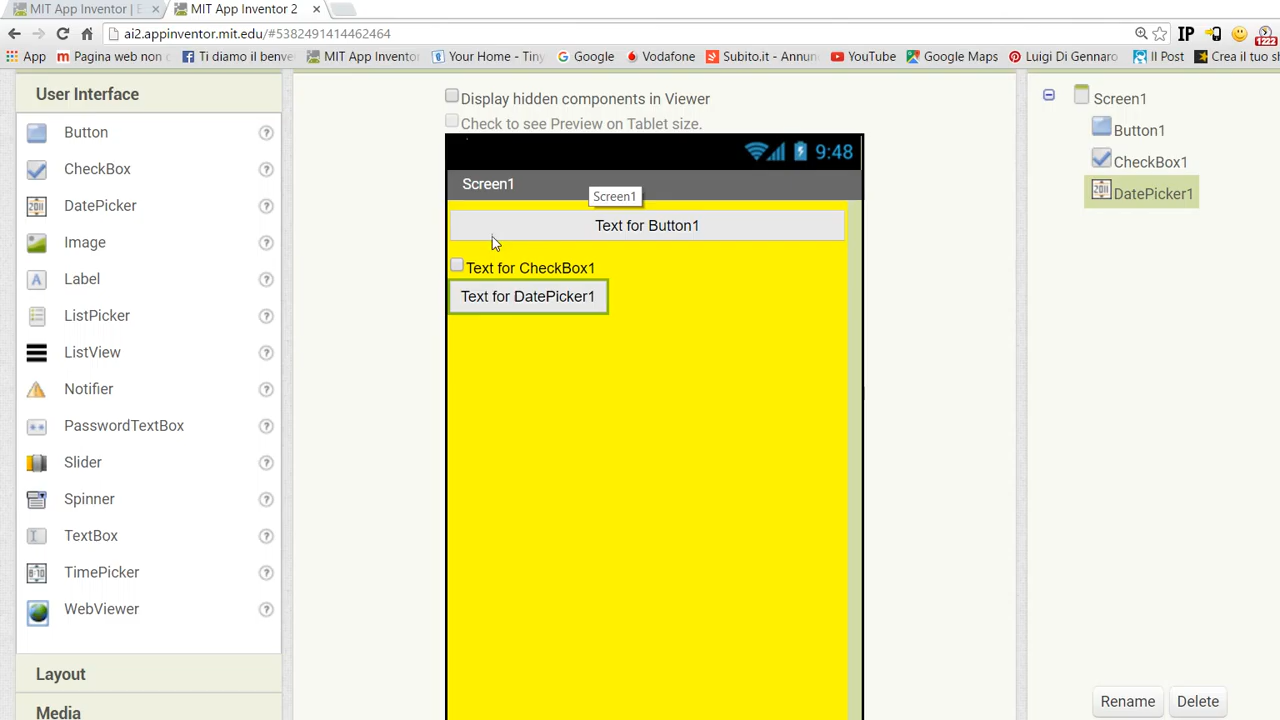 MIT App Inventor | E
MIT App Inventor 2
ai2.appinventor.mit.edu/#5382491414462464
IP
122
App
Pagina web non
Ti diamo il benve
MIT App Inventor
Your Home - Tiny
Google
Vodafone
Subito.it - Annun
YouTube
Google Maps
Luigi Di Gennaro
Il Post
Crea il tuo s
User Interface
Button
CheckBox
DatePicker
Image
Label
ListPicker
ListView
Notifier
PasswordTextBox
Slider
Spinner
TextBox
TimePicker
WebViewer
Layout
Media
Display hidden components in Viewer
Check to see Preview on Tablet size.
9:48
Screen1
Screen1
Text for Button1
Text for CheckBox1
Text for DatePicker1
Screen1
Button1
CheckBox1
DatePicker1
Rename
Delete